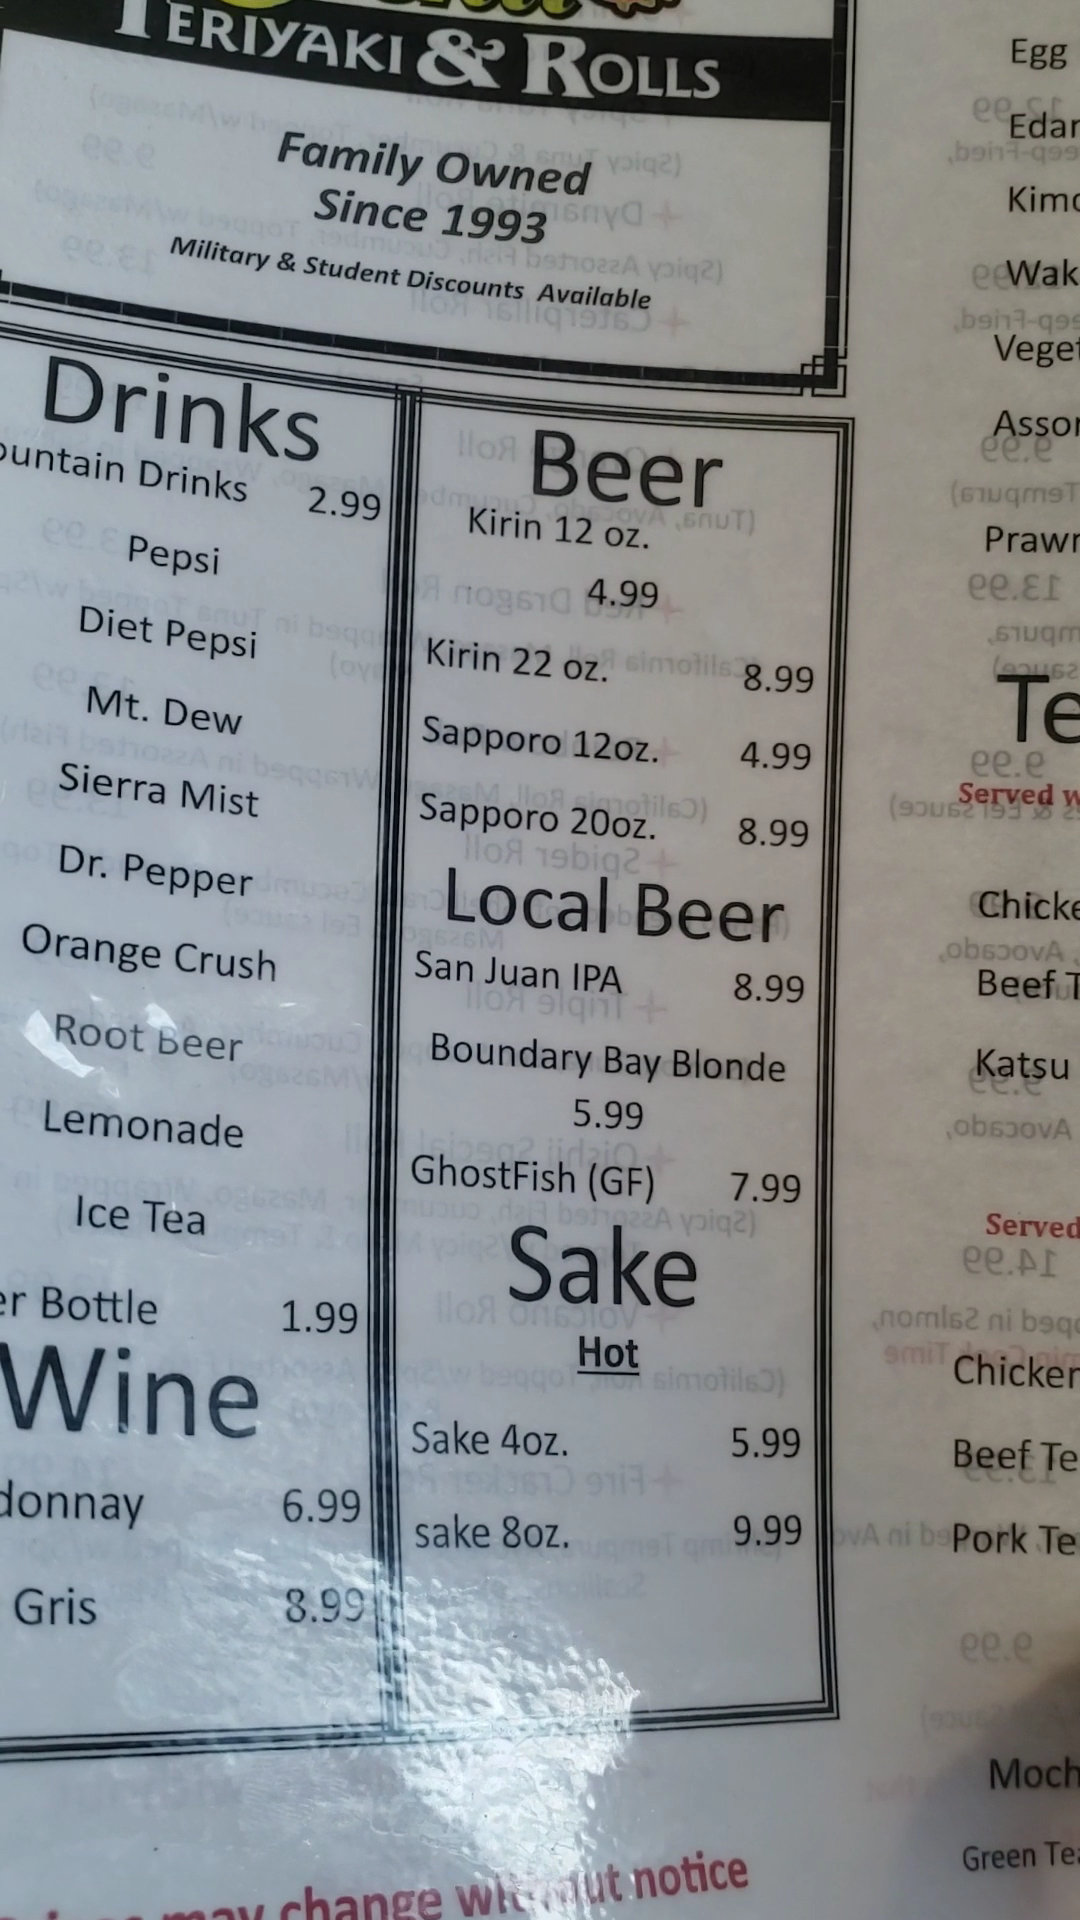 TERIYAKI & ROLLS
Family Owned
Since 1993
Military & Student Discounts Available
Drinks
ountain Drinks 2.99
Pepsi
Diet Pepsi
Mt. Dew
Sierra Mist
Dr. Pepper
Orange Crush
Root Beer
Lemonade
Ice Tea
er Bottle 1.99
Wine
donnay 6.99
Gris 8.99
Beer
Kirin 12 oz.
4.99
Kirin 22 oz. 8.99
Sapporo 12oz. 4.99
Sapporo 20oz. 8.99
Local Beer
San Juan IPA 8.99
Boundary Bay Blonde
5.99
GhostFish (GF) 7.99
Sake
Hot
Sake 4oz. 5.99
sake 8oz. 9.99
Egg
Edar
Kimc
Wak
Veget
Assor
Prawn
Te
Served w
Chicke
Beef T
Katsu
Served
Chicken
Beef Te
Pork Te
Moch
Green Tea
may change without notice